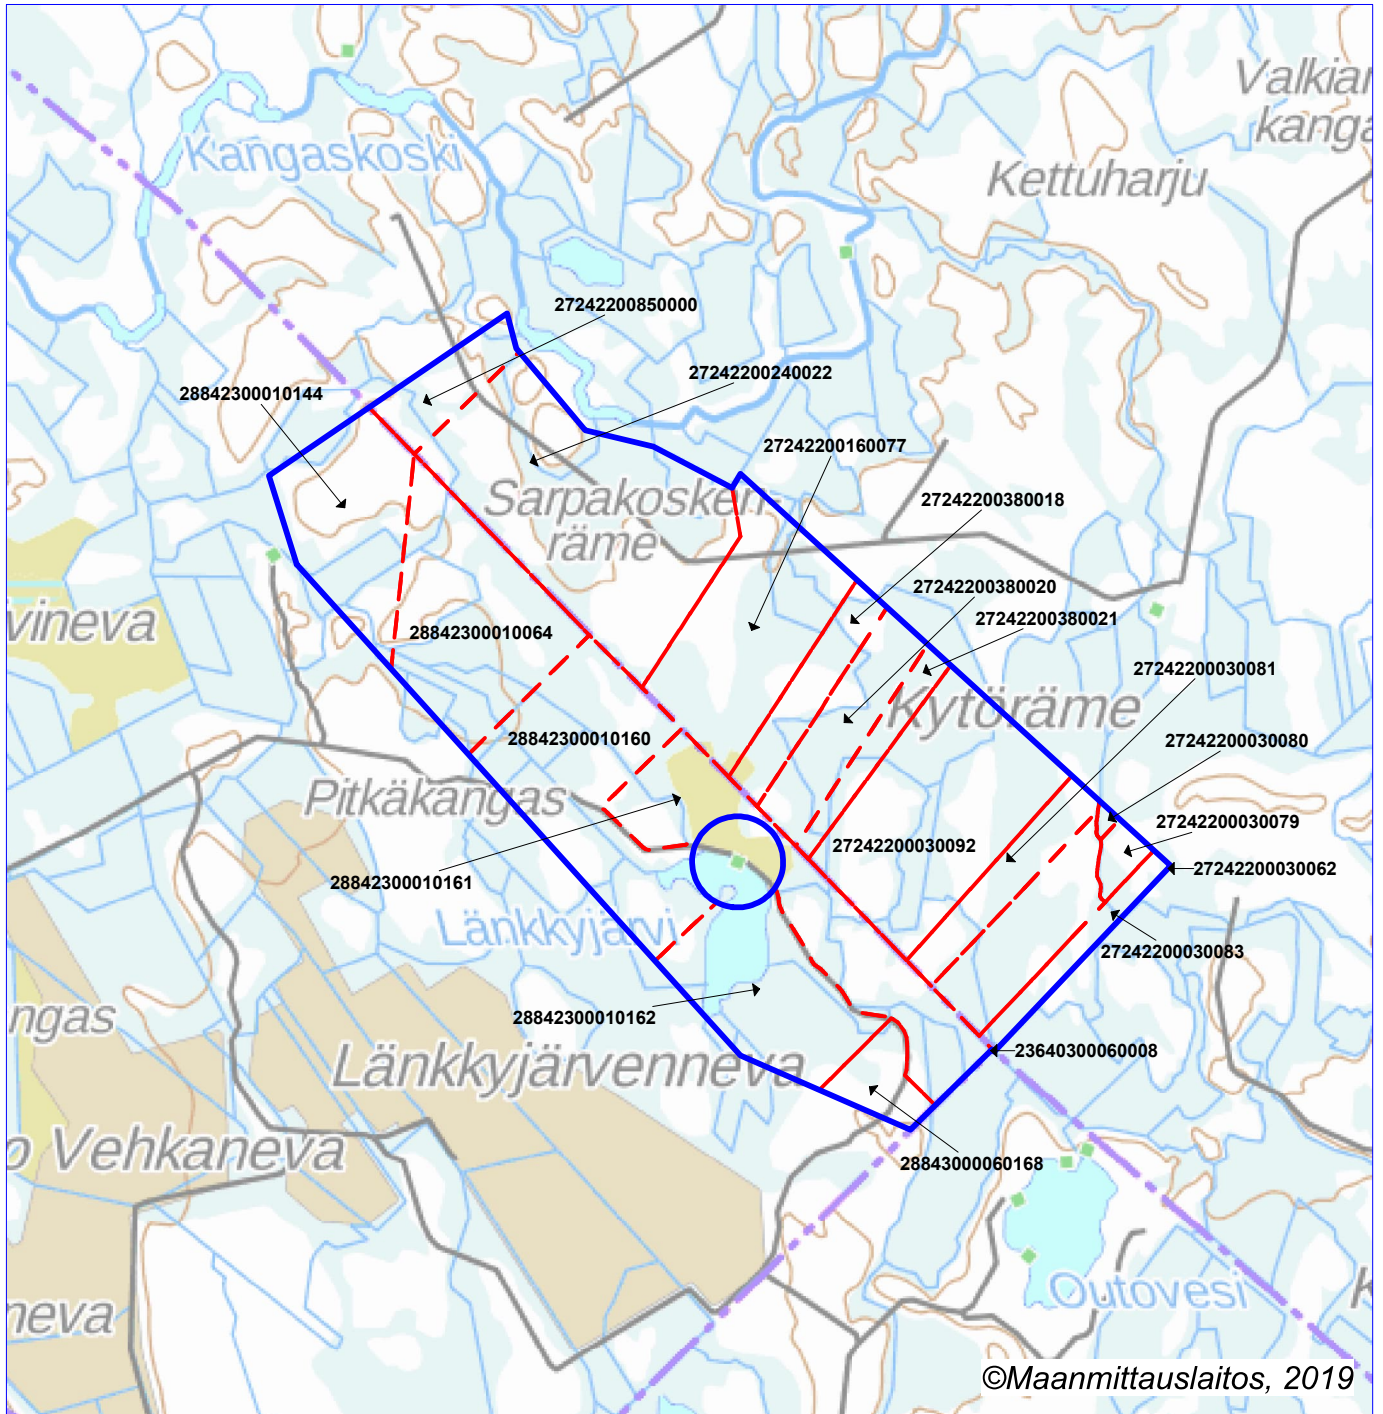 Valkiar
kanga
Kangaskoski
Kettuharju
27242200850000
27242200240022
28842300010144
27242200160077
Sarpakosken-
räme
27242200380018
27242200380020
27242200380021
vineva
28842300010064
27242200030081
Kytöräme
28842300010160
27242200030080
Pitkäkangas
27242200030079
27242200030092
27242200030062
28842300010161
Länkkyjärvi
27242200030083
28842300010162
ngas
23640300060008
Länkkyjärvenneva
o Vehkaneva
28843000060168
Outovesi
neva
K
©Maanmittauslaitos, 2019